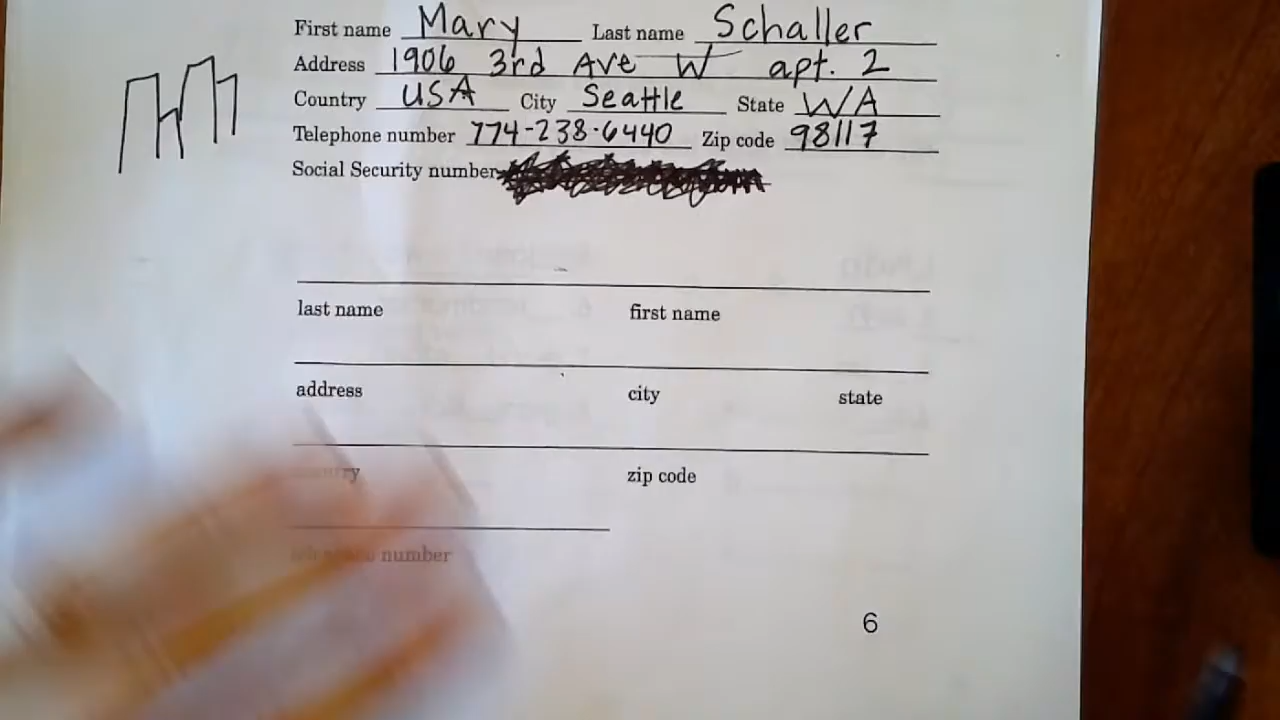 First name Mary Last name Schaller
Address 1906 3rd Ave W apt. 2
Country USA City Seattle State WA
Telephone number 774-238-6440 Zip code 98117
Social Security number
last name first name
address city state
zip code
number
6